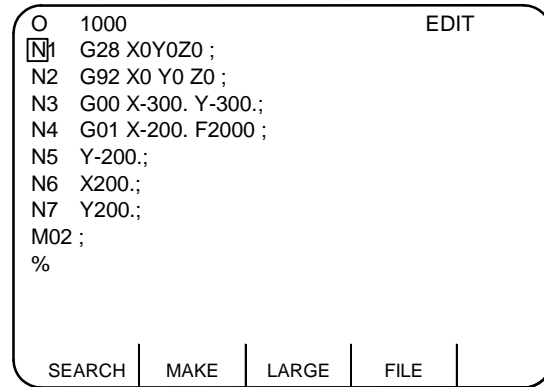 O 1000 EDIT
N1 G28 X0Y0Z0 ;
N2 G92 X0 Y0 Z0 ;
N3 G00 X-300. Y-300.;
N4 G01 X-200. F2000 ;
N5 Y-200.;
N6 X200.;
N7 Y200.;
M02 ;
%
SEARCH MAKE LARGE FILE